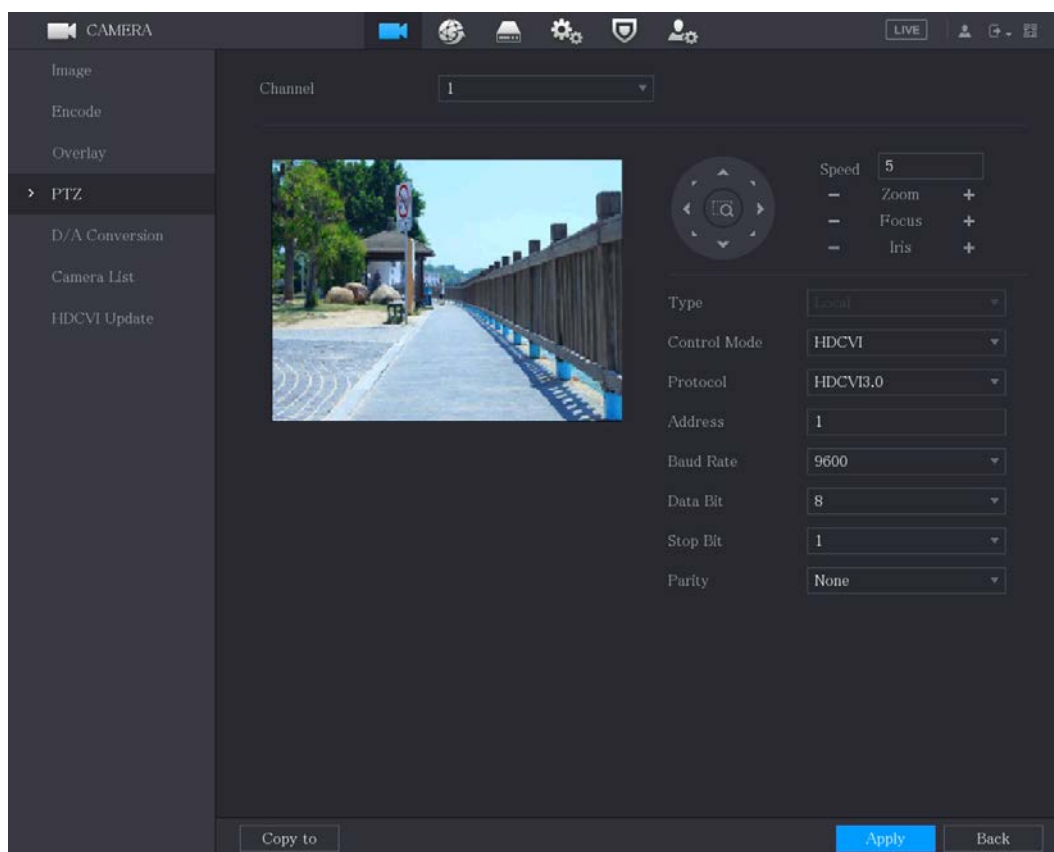 CAMERA
LIVE
Image
Encode
Overlay
PTZ
D/A Conversion
Camera List
HDCVI Update
Channel
1
Speed
5
Zoom
Focus
Iris
Type
Local
Control Mode
HDCVI
Protocol
HDCVI3.0
Address
1
Baud Rate
9600
Data Bit
8
Stop Bit
1
Parity
None
Copy to
Apply
Back